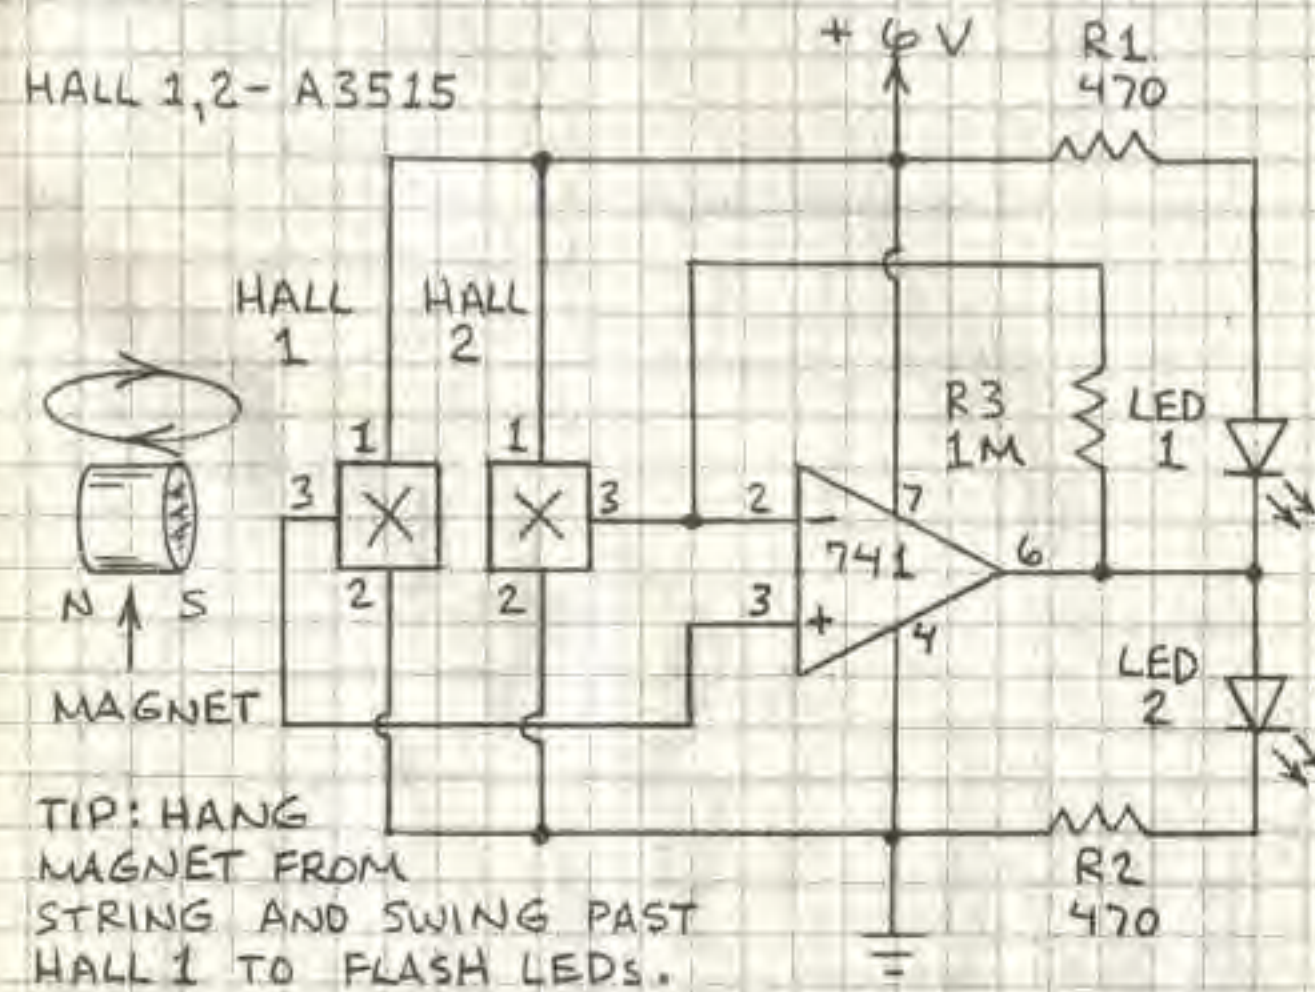 +6V
R1
470
HALL 1,2- A3515
HALL
1
HALL
2
R3
1M
LED
1
1
1
3
3
2
7
-
741
6
N
S
2
2
3
+
4
MAGNET
LED
2
TIP: HANG
MAGNET FROM
STRING AND SWING PAST
HALL 1 TO FLASH LEDs.
R2
470